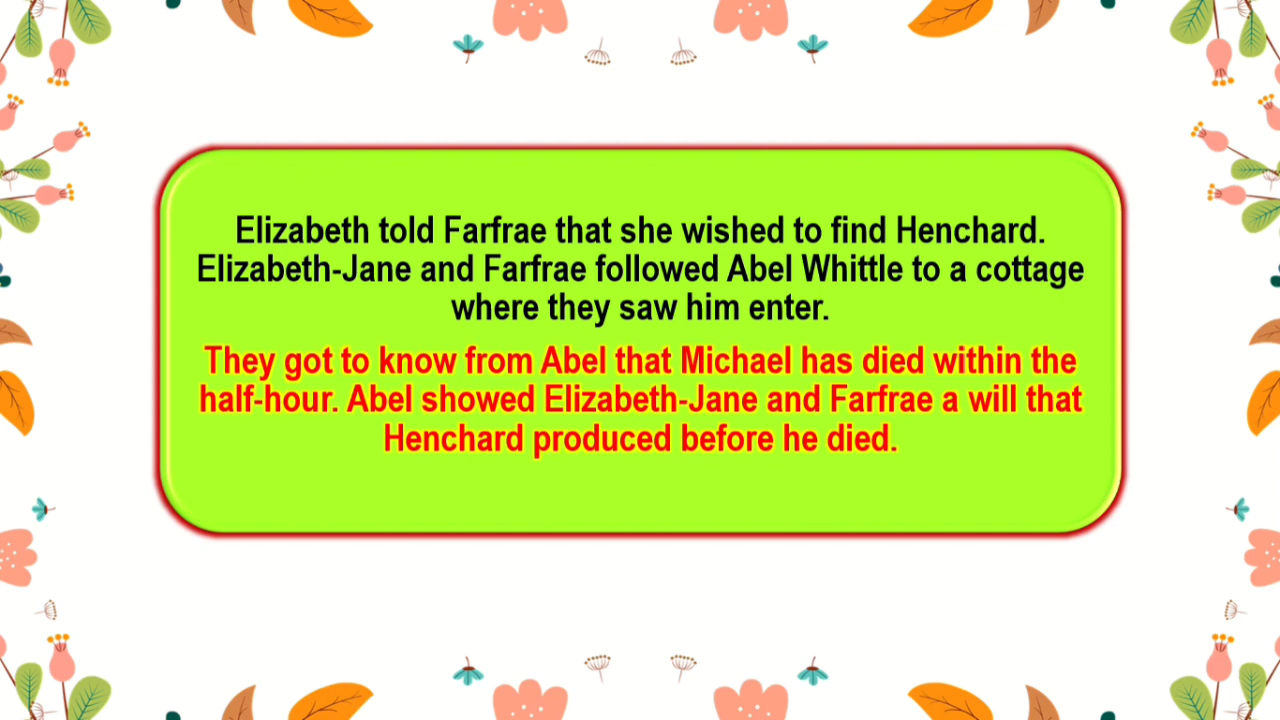 Elizabeth told Farfrae that she wished to find Henchard.
Elizabeth-Jane and Farfrae followed Abel Whittle to a cottage
where they saw him enter.
They got to know from Abel that Michael has died within the
half-hour. Abel showed Elizabeth-Jane and Farfrae a will that
Henchard produced before he died.